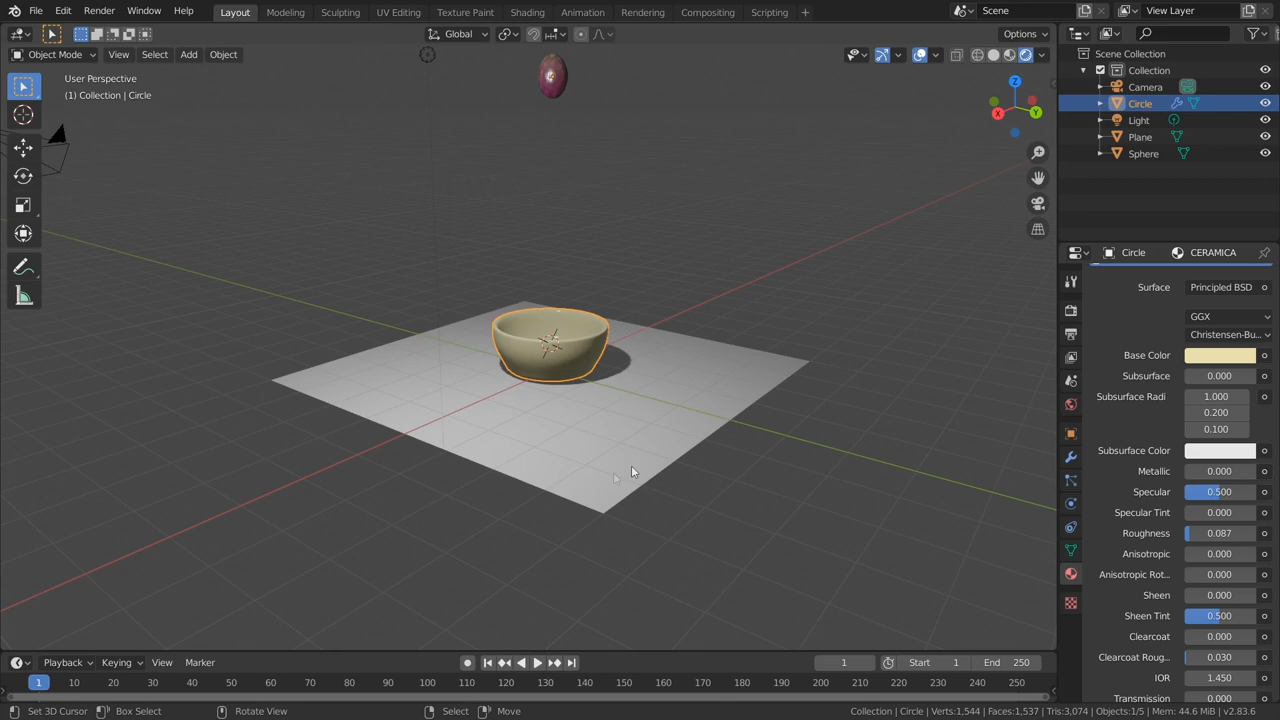 File Edit Render Window Help Layout Modeling Sculpting UV Editing Texture Paint Shading Animation Rendering Compositing Scripting + Scene View Layer
Global Options
Object Mode View Select Add Object
User Perspective
(1) Collection | Circle
Z
X Y
Scene Collection
Collection
Camera
Circle
Light
Plane
Sphere
Circle CERAMICA
Surface Principled BSD
GGX
Christensen-Bu...
Base Color
Subsurface 0.000
Subsurface Radi 1.000
0.200
0.100
Subsurface Color
Metallic 0.000
Specular 0.500
Specular Tint 0.000
Roughness 0.087
Anisotropic 0.000
Anisotropic Rot... 0.000
Sheen 0.000
Sheen Tint 0.500
Clearcoat 0.000
Clearcoat Roug... 0.030
IOR 1.450
Transmission 0.000
Playback Keying View Marker 1 Start 1 End 250
1 10 20 30 40 50 60 70 80 90 100 110 120 130 140 150 160 170 180 190 200 210 220 230 240 250
Set 3D Cursor Box Select Rotate View Select Move Collection | Circle | Verts:1,544 | Faces:1,537 | Tris:3,074 | Objects:1/5 | Mem: 44.6 MiB | v2.83.6